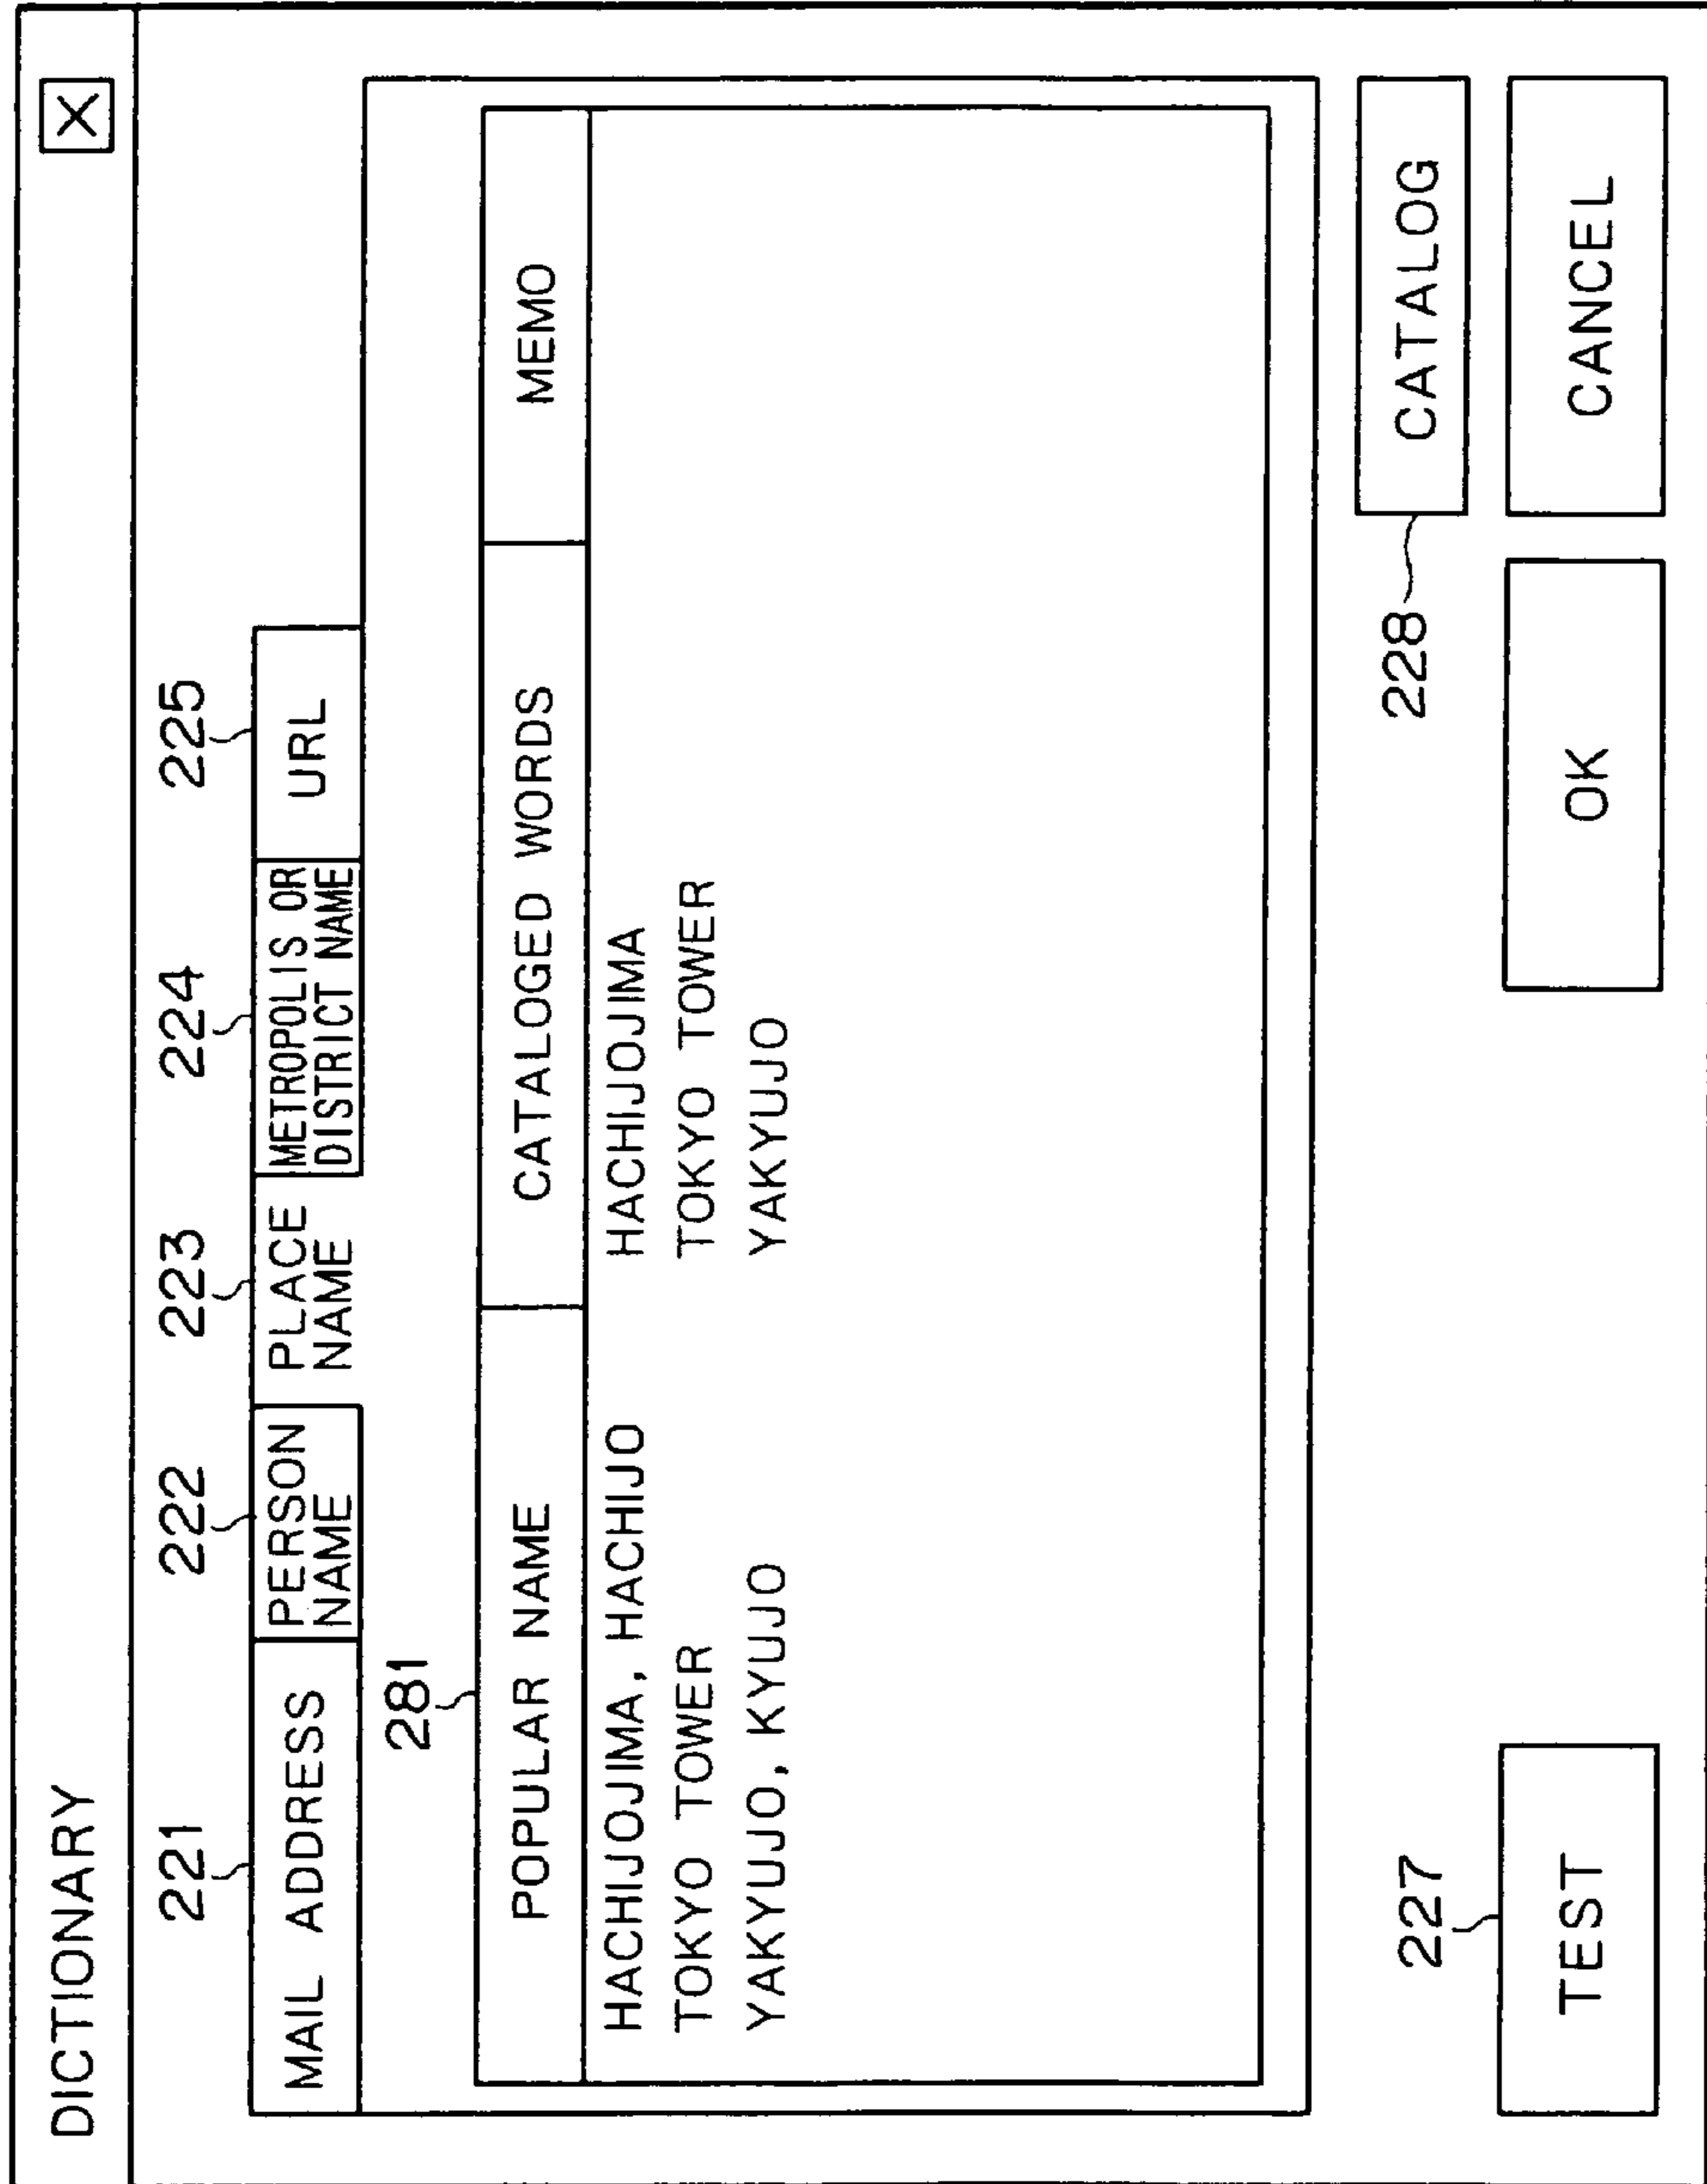 DICTIONARY
X
221 222 223 224 225
MAIL ADDRESS
PERSON
NAME
PLACE
NAME
METROPOLIS OR
DISTRICT NAME
URL
281
POPULAR NAME CATALOGED WORDS MEMO
HACHIJOJIMA, HACHIJO HACHIJOJIMA
TOKYO TOWER TOKYO TOWER
YAKYUJO, KYUJO YAKYUJO
227 228 CATALOG
TEST OK CANCEL